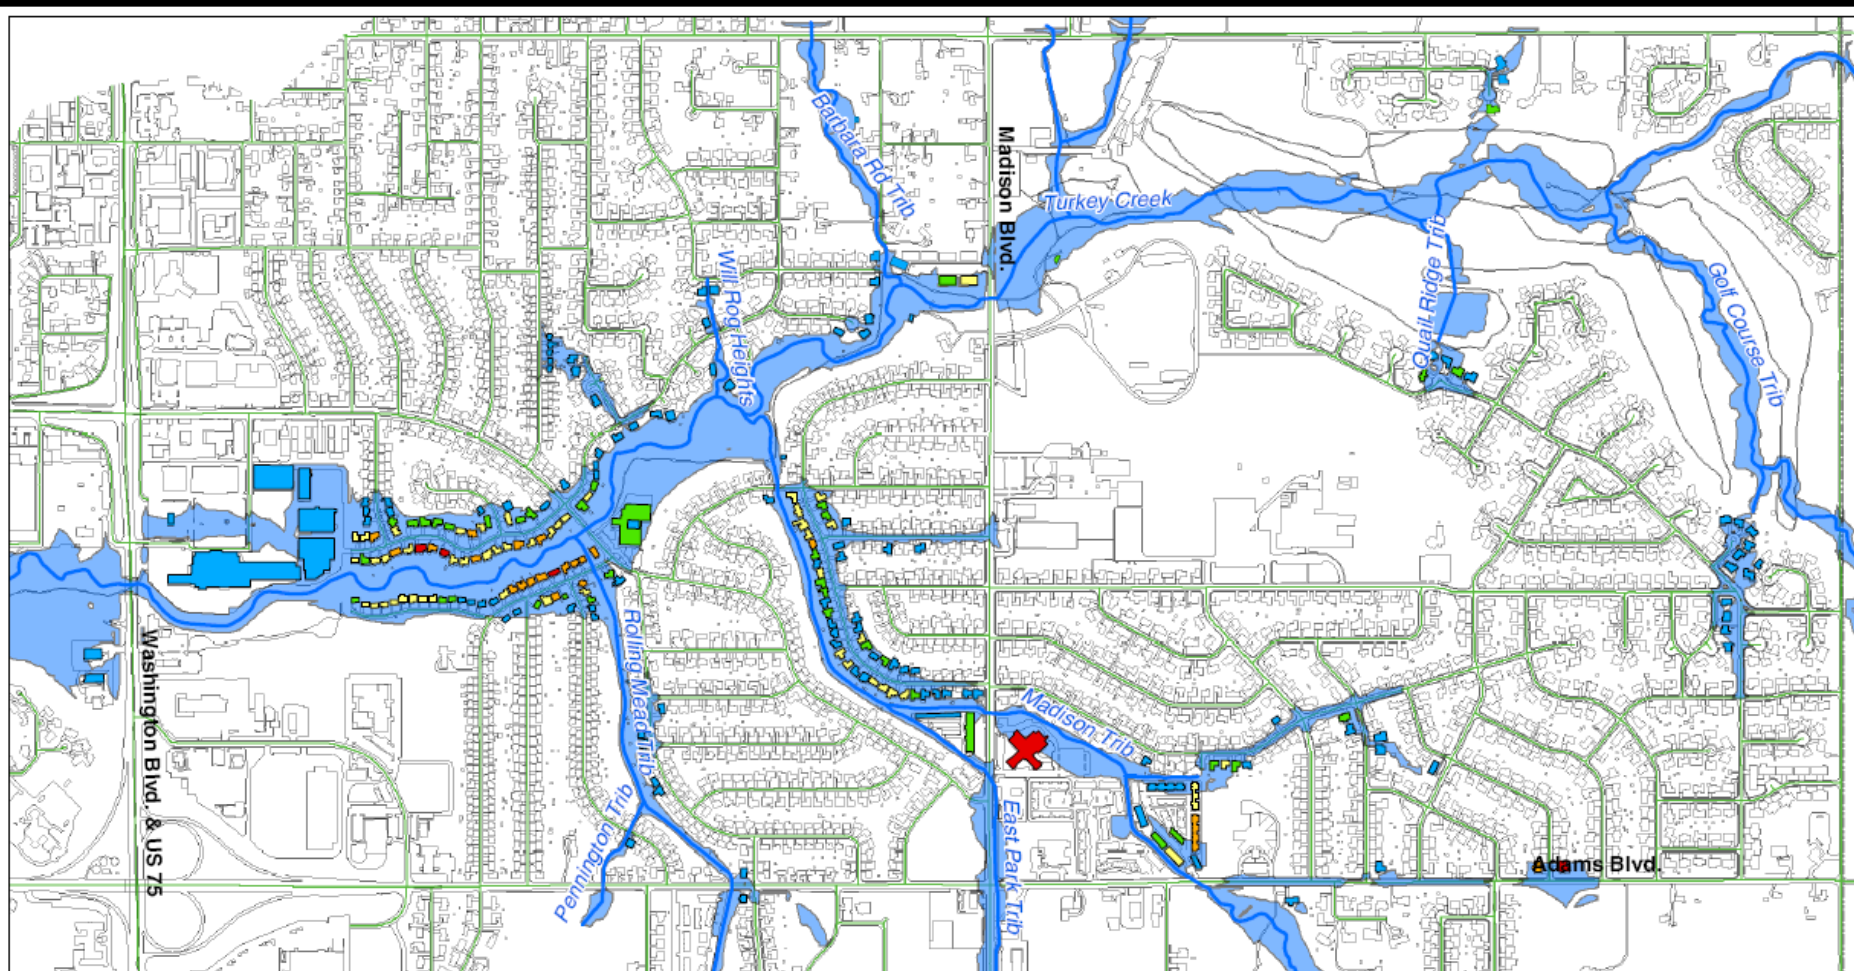 Barbara Rd Trib
Madison Blvd.
Turkey Creek
Will Rog Heights
Quail Ridge Trib
Golf Course Trib
Washington Blvd. & US 75
Rolling Mead Trib
Pennington Trib
Madison Trib
East Park Trib
Adams Blvd.